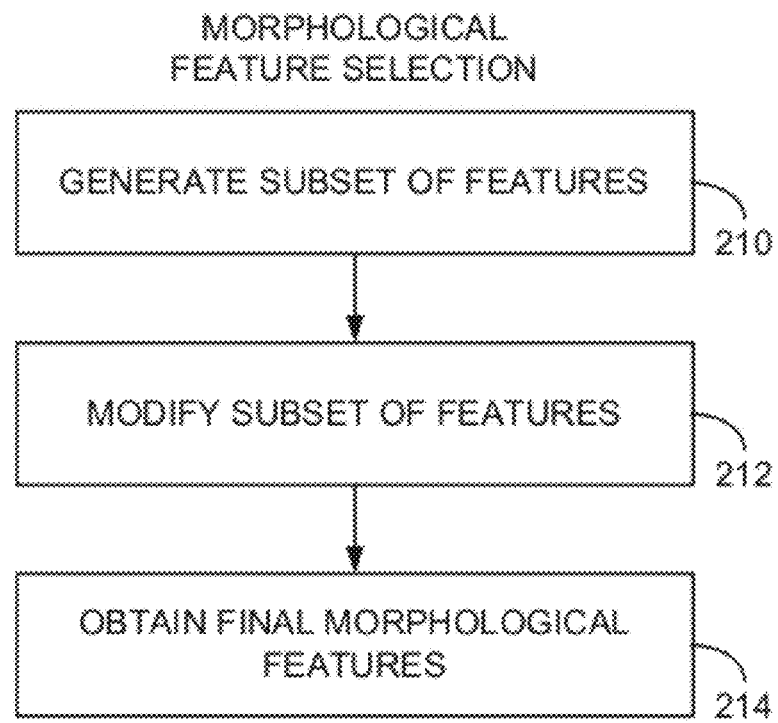 MORPHOLOGICAL
FEATURE SELECTION
GENERATE SUBSET OF FEATURES
210
MODIFY SUBSET OF FEATURES
212
OBTAIN FINAL MORPHOLOGICAL
FEATURES
214